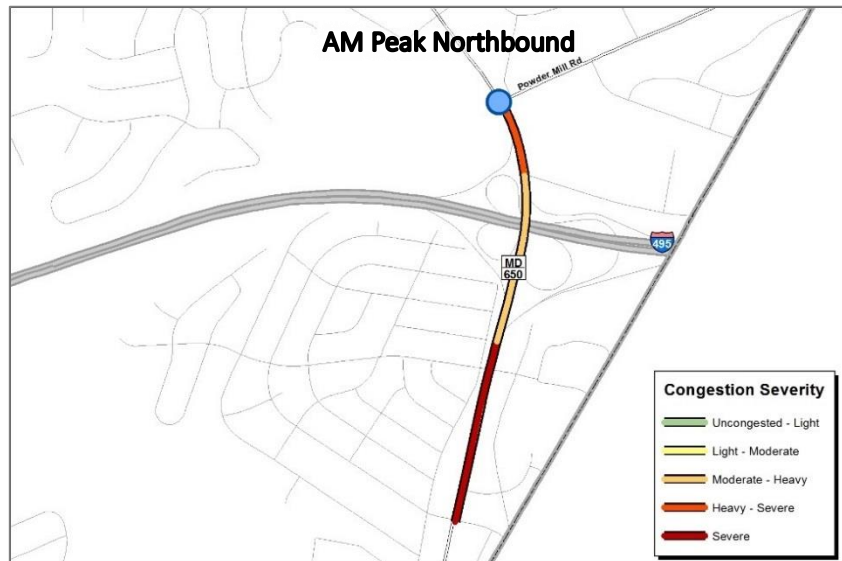 AM Peak Northbound
Powder Mill Rd
495
MD
650
Congestion Severity
Uncongested - Light
Light - Moderate
Moderate - Heavy
Heavy - Severe
Severe